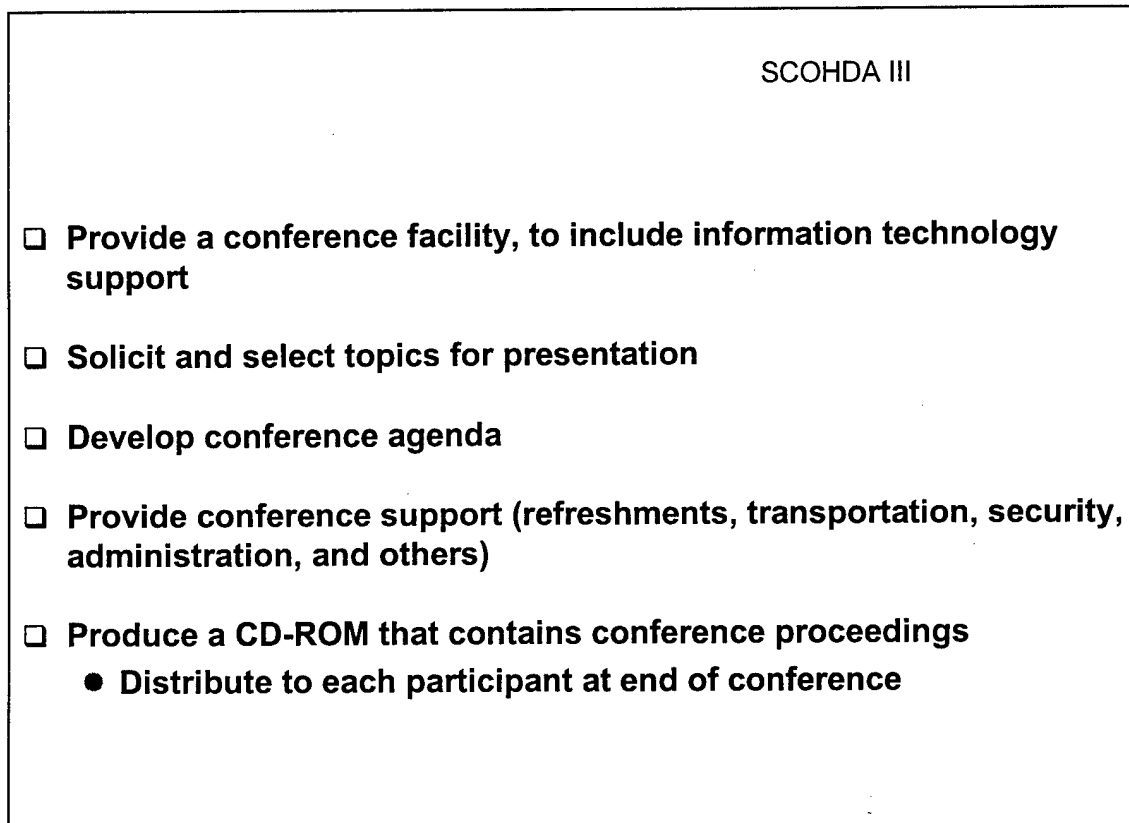 SCOHDA III
❑ Provide a conference facility, to include information technology
support
❑ Solicit and select topics for presentation
❑ Develop conference agenda
❑ Provide conference support (refreshments, transportation, security,
administration, and others)
❑ Produce a CD-ROM that contains conference proceedings
● Distribute to each participant at end of conference